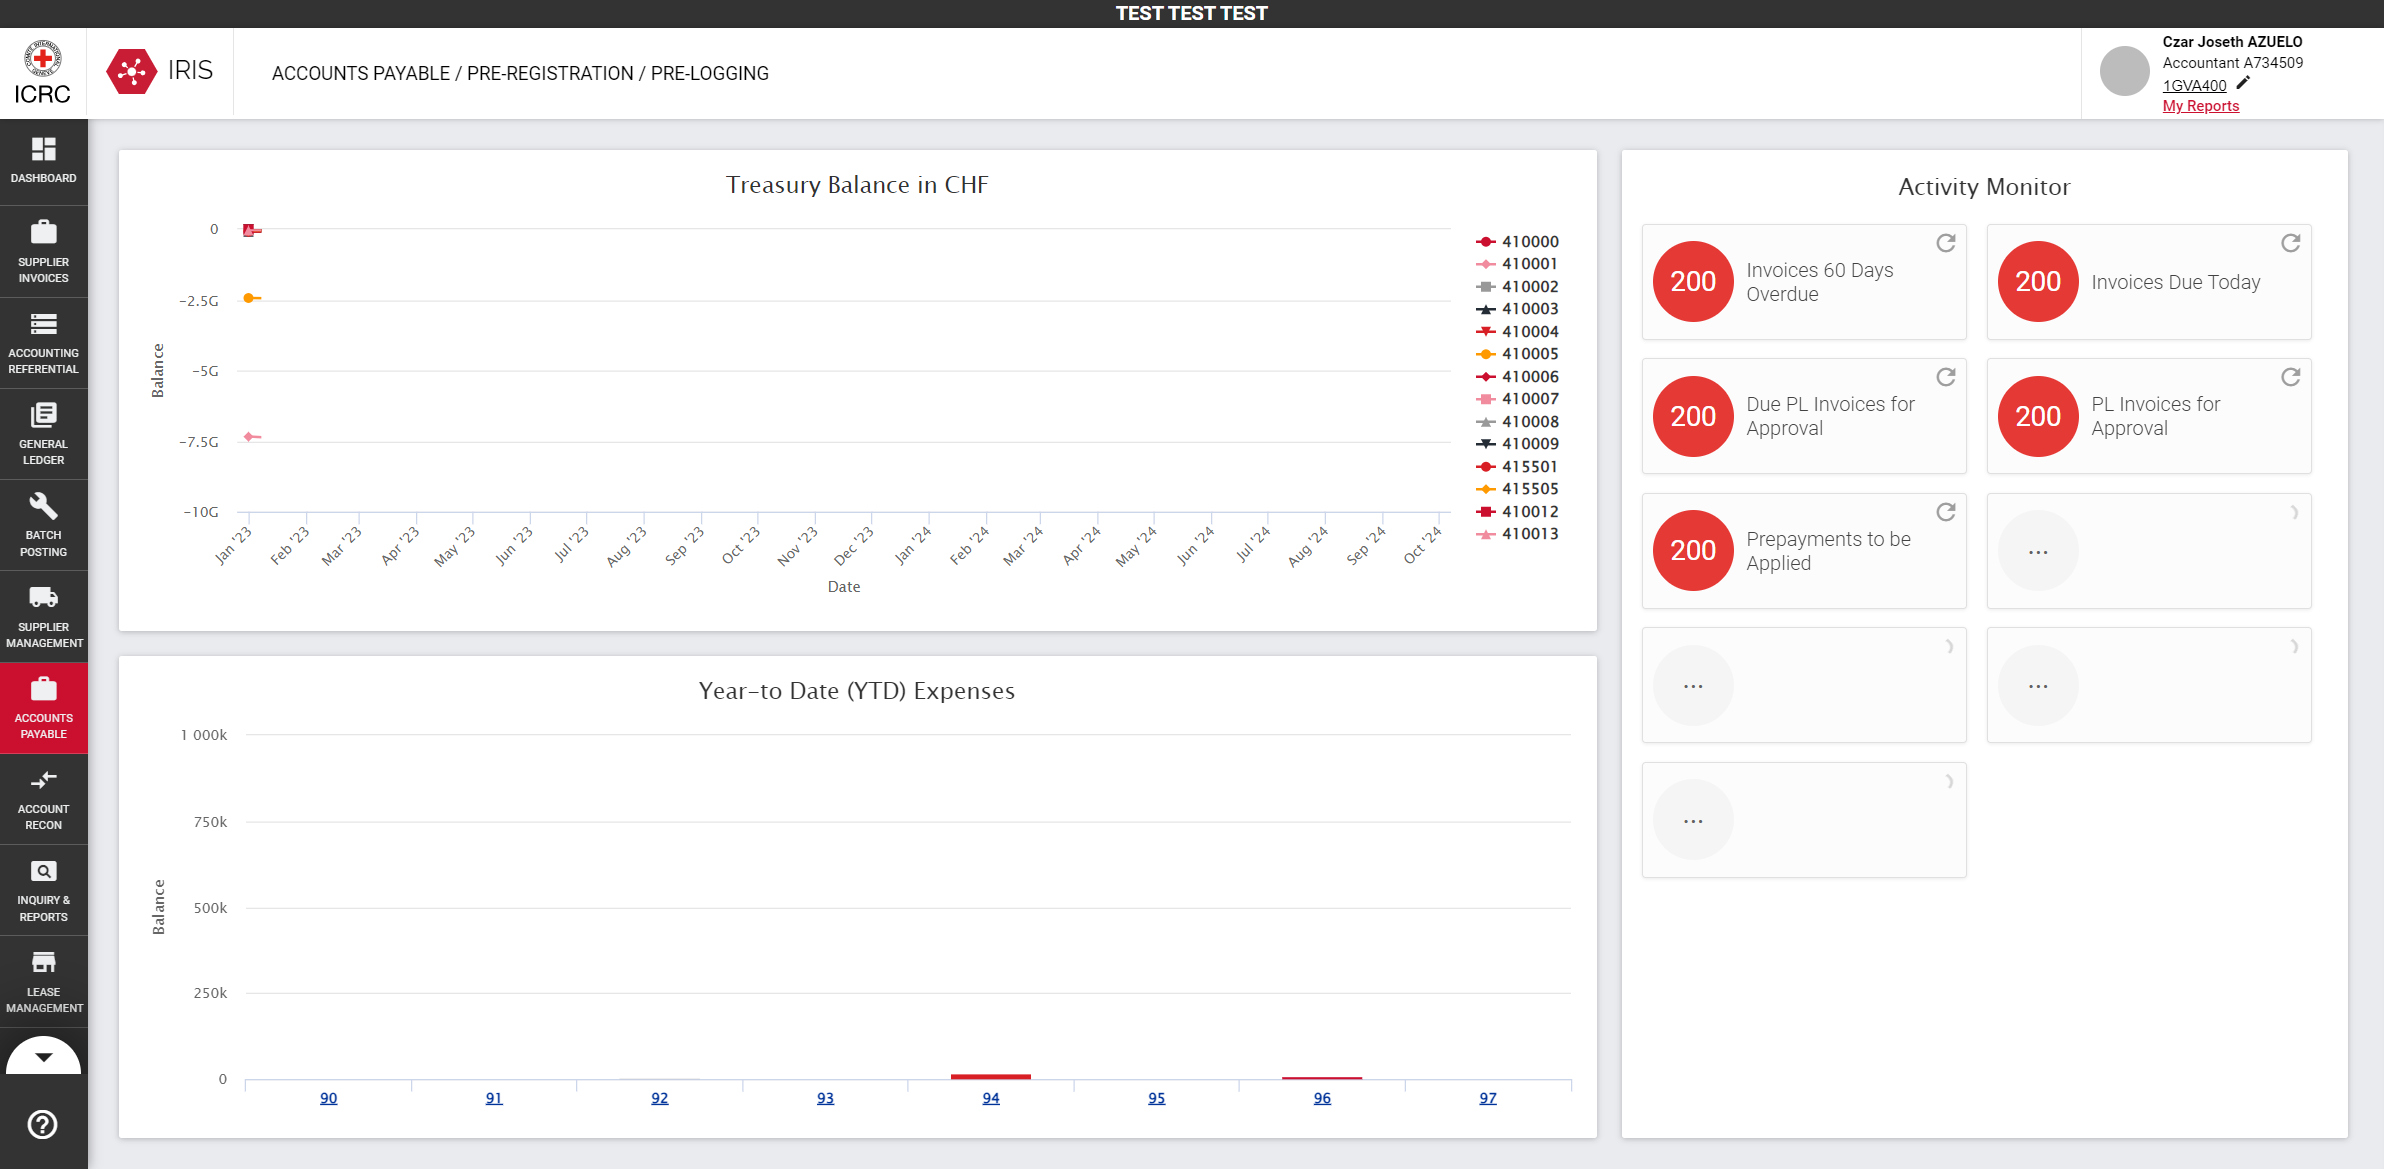 TEST TEST TEST
ICRC
IRIS
ACCOUNTS PAYABLE / PRE-REGISTRATION / PRE-LOGGING
Czar Joseth AZUELO
Accountant A734509
1GVA400
My Reports
DASHBOARD
SUPPLIER
INVOICES
ACCOUNTING
REFERENTIAL
GENERAL
LEDGER
BATCH
POSTING
SUPPLIER
MANAGEMENT
ACCOUNTS
PAYABLE
ACCOUNT
RECON
INQUIRY &
REPORTS
LEASE
MANAGEMENT
Treasury Balance in CHF
0
-2.5G
-5G
-7.5G
-10G
Balance
Jan '23
Feb '23
Mar '23
Apr '23
May '23
Jun '23
Jul '23
Aug '23
Sep '23
Oct '23
Nov '23
Dec '23
Jan '24
Feb '24
Mar '24
Apr '24
May '24
Jun '24
Jul '24
Aug '24
Sep '24
Oct '24
Date
410000
410001
410002
410003
410004
410005
410006
410007
410008
410009
415501
415505
410012
410013
Year-to Date (YTD) Expenses
1 000k
750k
500k
250k
0
Balance
90
91
92
93
94
95
96
97
Activity Monitor
200
Invoices 60 Days
Overdue
200
Invoices Due Today
200
Due PL Invoices for
Approval
200
PL Invoices for
Approval
200
Prepayments to be
Applied
...
...
...
...